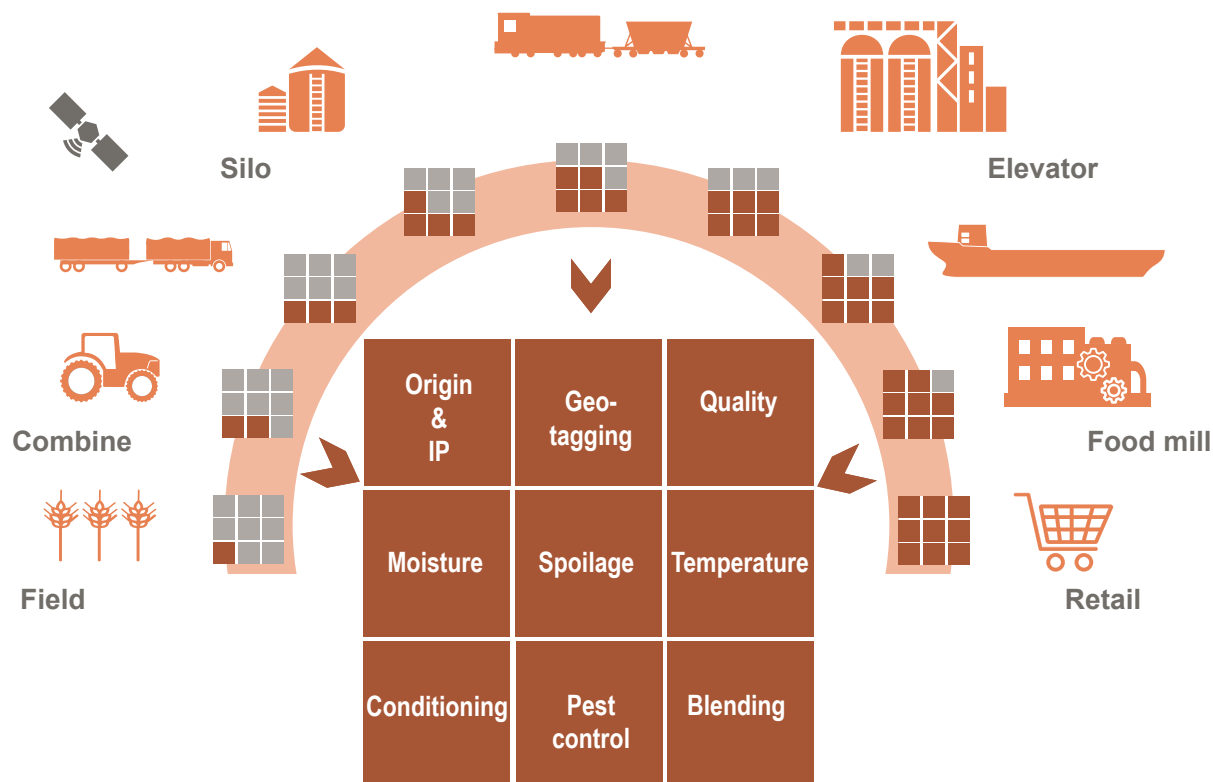 Silo
Elevator
Combine
Food mill
Field
Retail
Origin
&
IP
Geo-
tagging
Quality
Moisture
Spoilage
Temperature
Conditioning
Pest
control
Blending